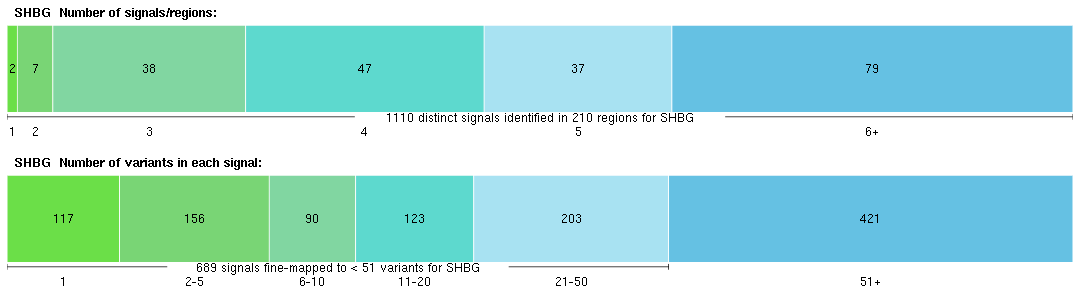 SHBG Number of signals/regions:
2 7 38 47 37 79
1110 distinct signals identified in 210 regions for SHBG
1 2 3 4 5 6+
SHBG Number of variants in each signal:
117 156 90 123 203 421
689 signals fine-mapped to < 51 variants for SHBG
1 2-5 6-10 11-20 21-50 51+